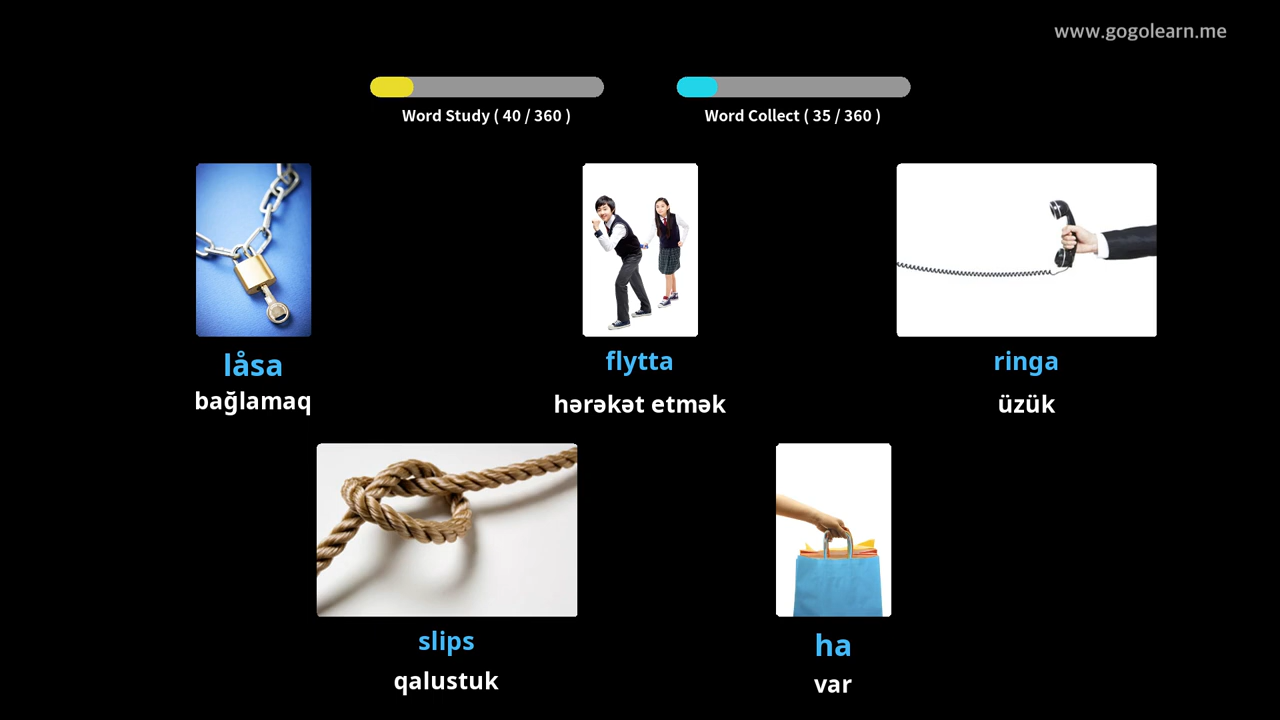 www.gogolearn.me
Word Study ( 40 / 360 )
Word Collect ( 35 / 360 )
låsa
flytta
ringa
bağlamaq
hərəkət etmək
üzük
slips
ha
qalustuk
var